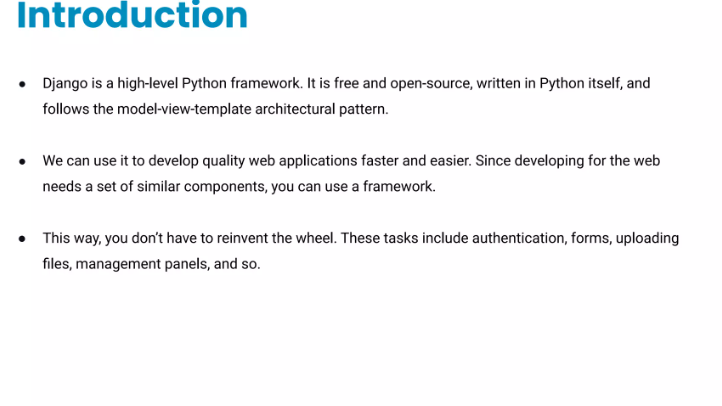 Introduction
● Django is a high-level Python framework. It is free and open-source, written in Python itself, and
follows the model-view-template architectural pattern.
● We can use it to develop quality web applications faster and easier. Since developing for the web
needs a set of similar components, you can use a framework.
● This way, you don’t have to reinvent the wheel. These tasks include authentication, forms, uploading
files, management panels, and so.